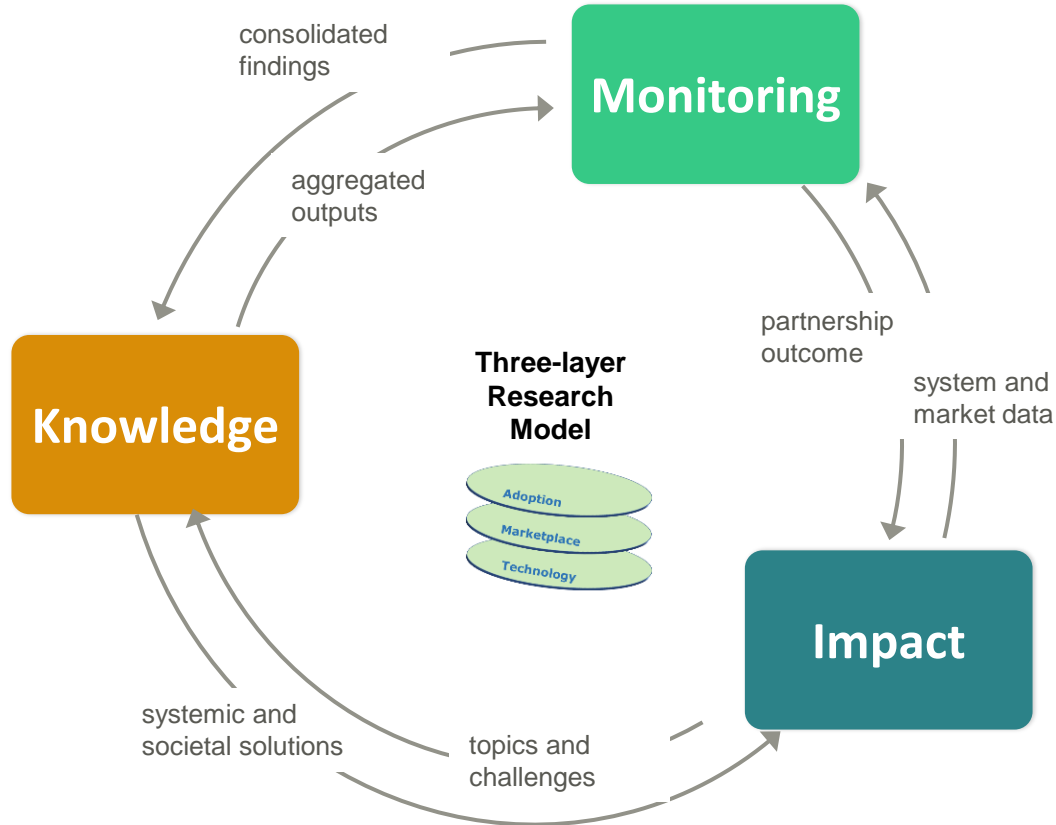 consolidated
findings
Monitoring
aggregated
outputs
partnership
outcome
system and
market data
Three-layer
Research
Model
Knowledge
Adoption
Marketplace
Technology
Impact
systemic and
societal solutions
topics and
challenges